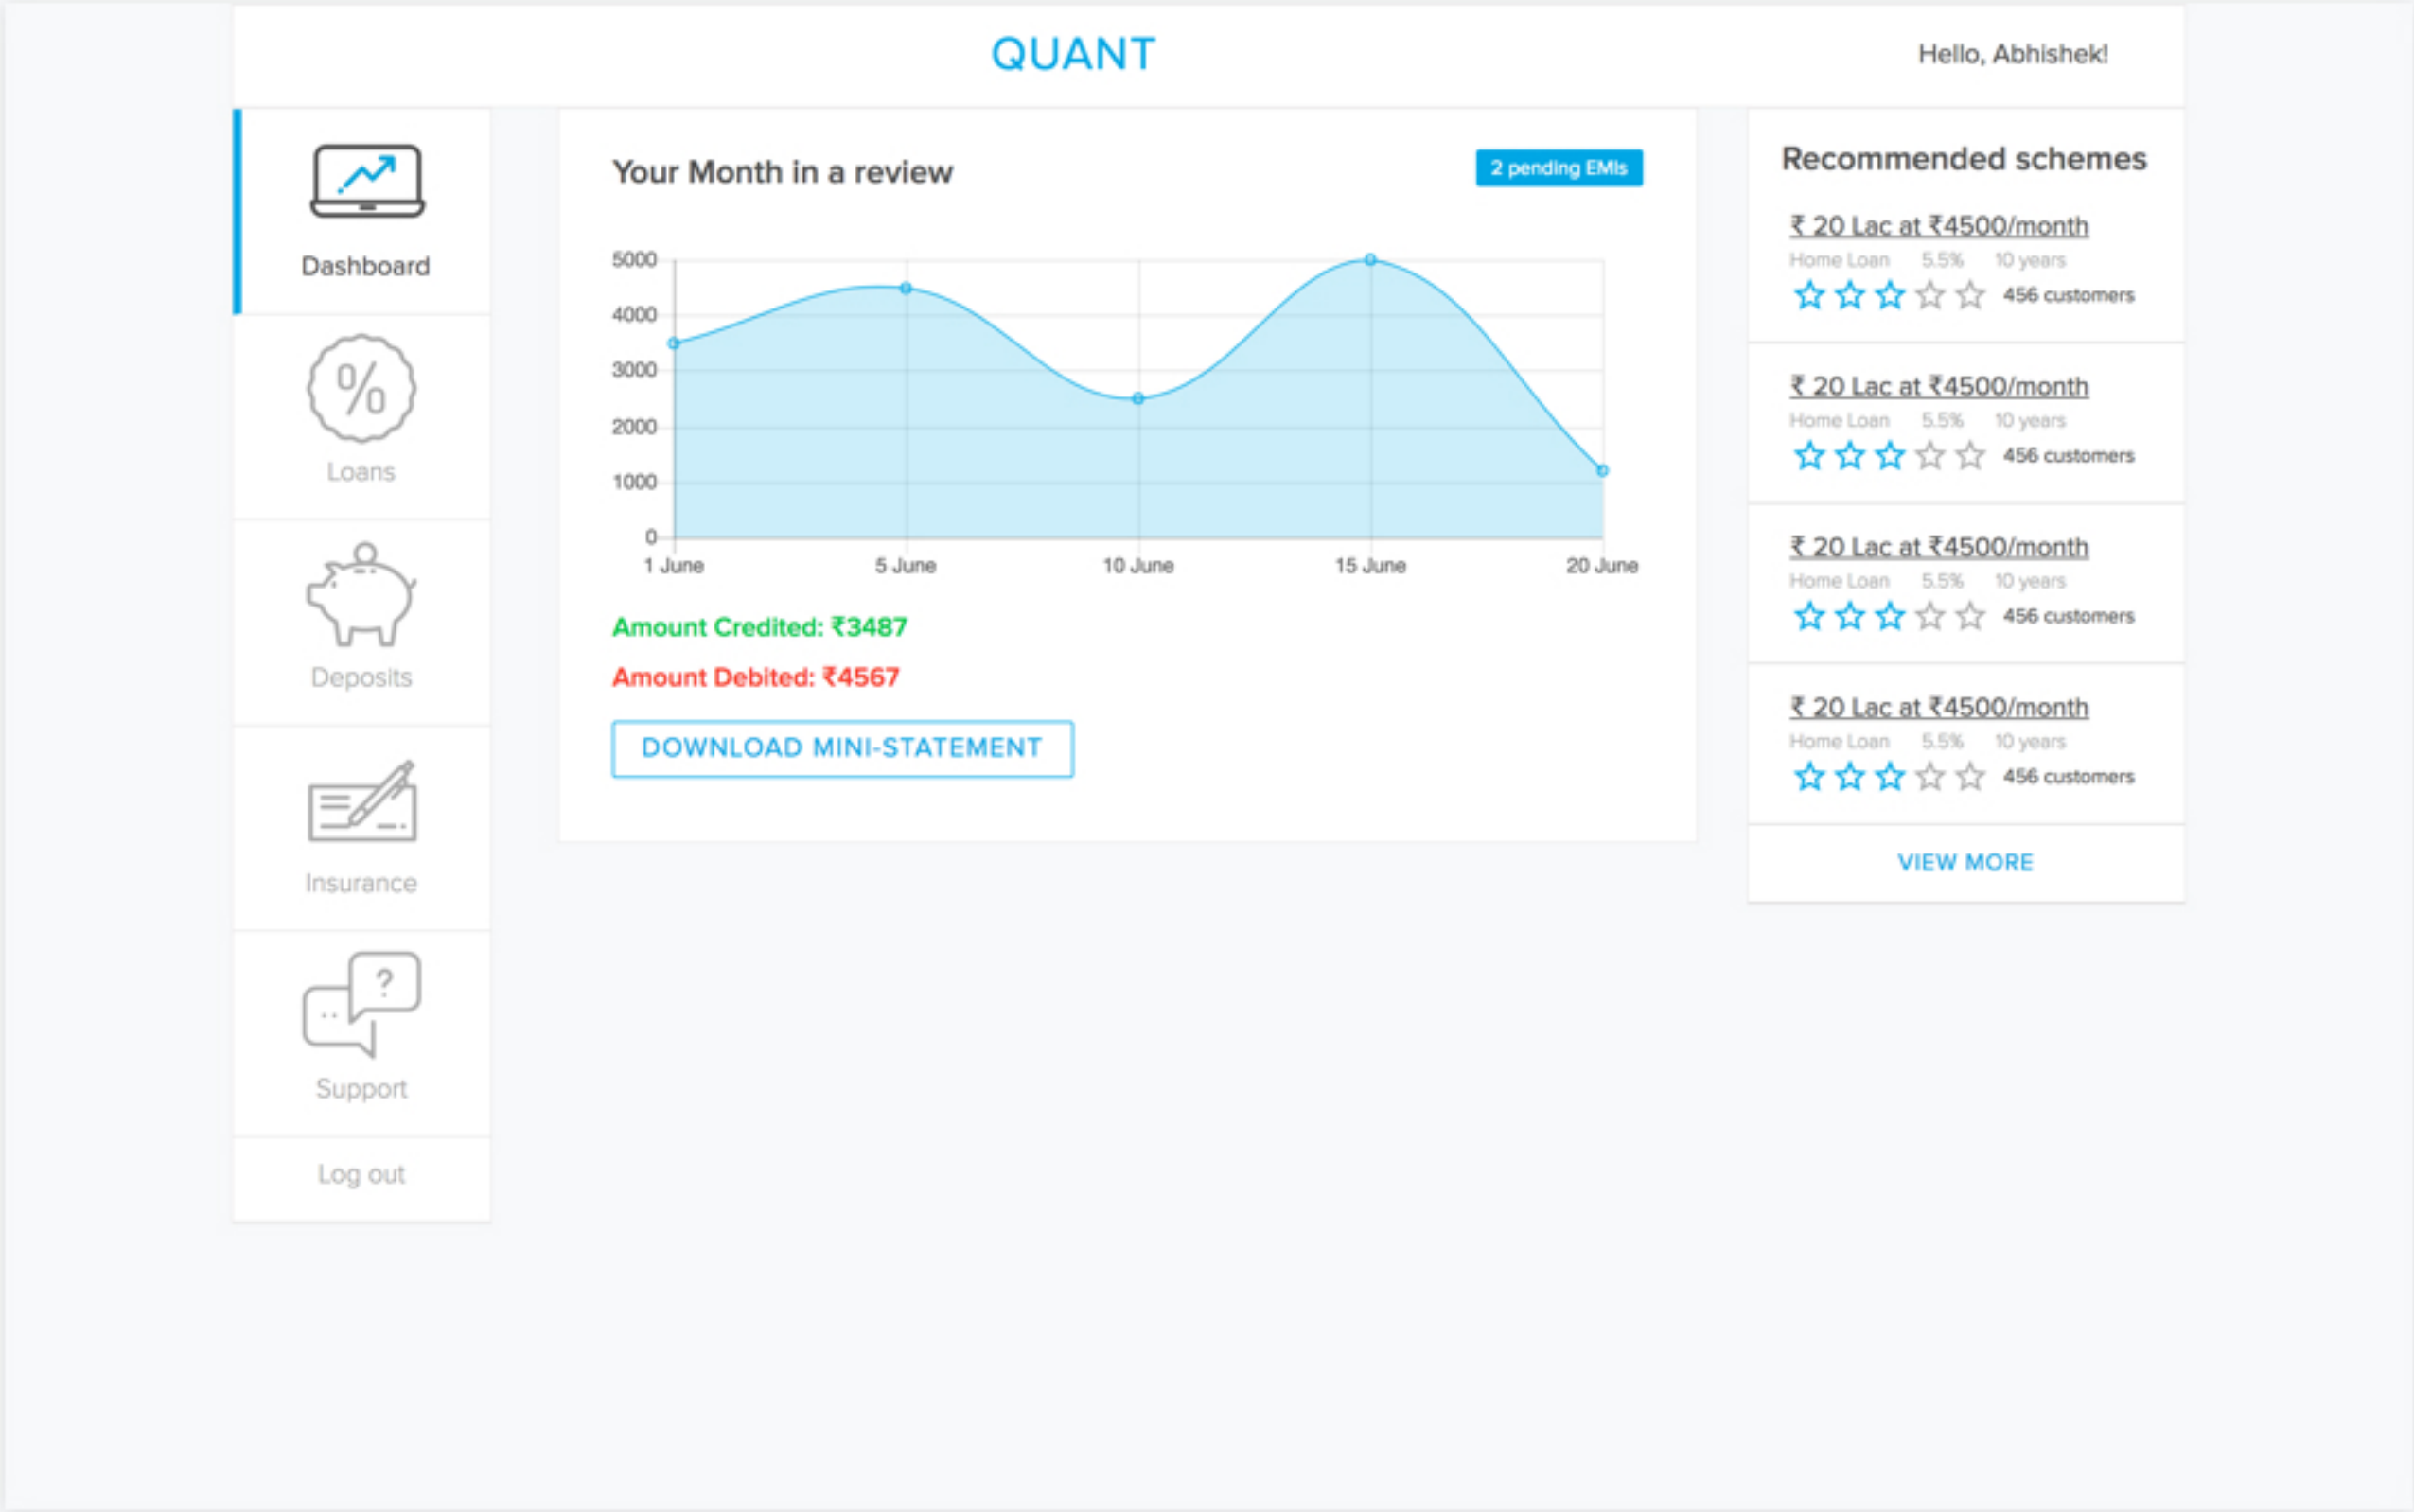 QUANT
Hello, Abhishek!
Dashboard
Loans
Deposits
Insurance
?
Support
Log out
Your Month in a review
2 pending EMIs
5000
4000
3000
2000
1000
0
1 June 5 June 10 June 15 June 20 June
Amount Credited: ₹3487
Amount Debited: ₹4567
DOWNLOAD MINI-STATEMENT
Recommended schemes
₹ 20 Lac at ₹4500/month
Home Loan 5.5% 10 years
456 customers
₹ 20 Lac at ₹4500/month
Home Loan 5.5% 10 years
456 customers
₹ 20 Lac at ₹4500/month
Home Loan 5.5% 10 years
456 customers
₹ 20 Lac at ₹4500/month
Home Loan 5.5% 10 years
456 customers
VIEW MORE